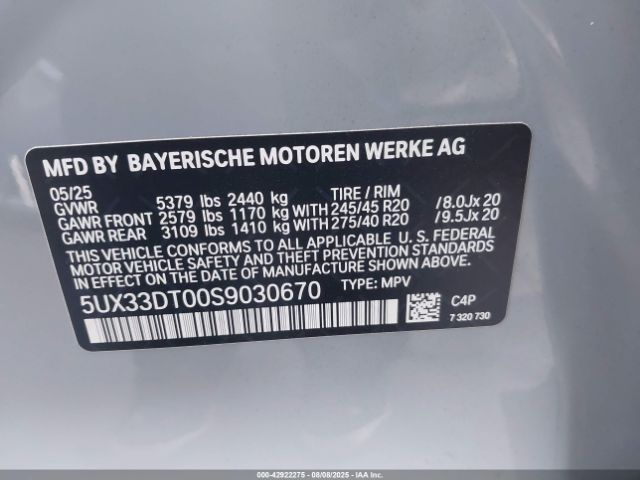 MFD BY BAYERISCHE MOTOREN WERKE AG
05/25
GVWR 5379 lbs 2440 kg TIRE / RIM
GAWR FRONT 2579 lbs 1170 kg WITH 245/45 R20 /8.0Jx20
GAWR REAR 3109 lbs 1410 kg WITH 275/40 R20 /9.5Jx20
THIS VEHICLE CONFORMS TO ALL APPLICABLE U. S. FEDERAL
MOTOR VEHICLE SAFETY, BUMPER, AND THEFT PREVENTION STANDARDS
IN EFFECT ON THE DATE OF MANUFACTURE SHOWN ABOVE.
5UX33DT00S9030670 TYPE: MPV
C4P
7 320 730
000-42922275 - 08/08/2025 - IAAI.COM